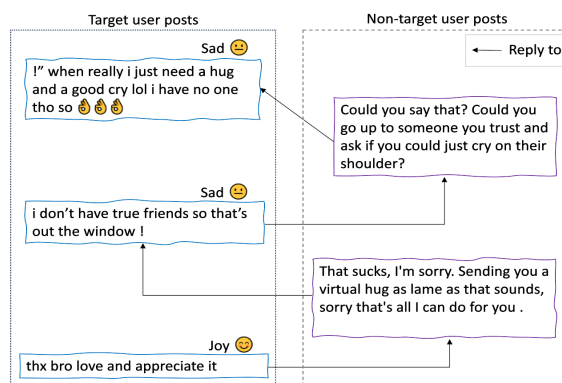 Target user posts
Non-target user posts
Reply to
Sad
!” when really i just need a hug
and a good cry lol i have no one
tho so 👌👌👌
Could you say that? Could you
go up to someone you trust and
ask if you could just cry on their
shoulder?
Sad
i don’t have true friends so that’s
out the window !
That sucks, I'm sorry. Sending you a
virtual hug as lame as that sounds,
sorry that's all I can do for you .
Joy
thx bro love and appreciate it